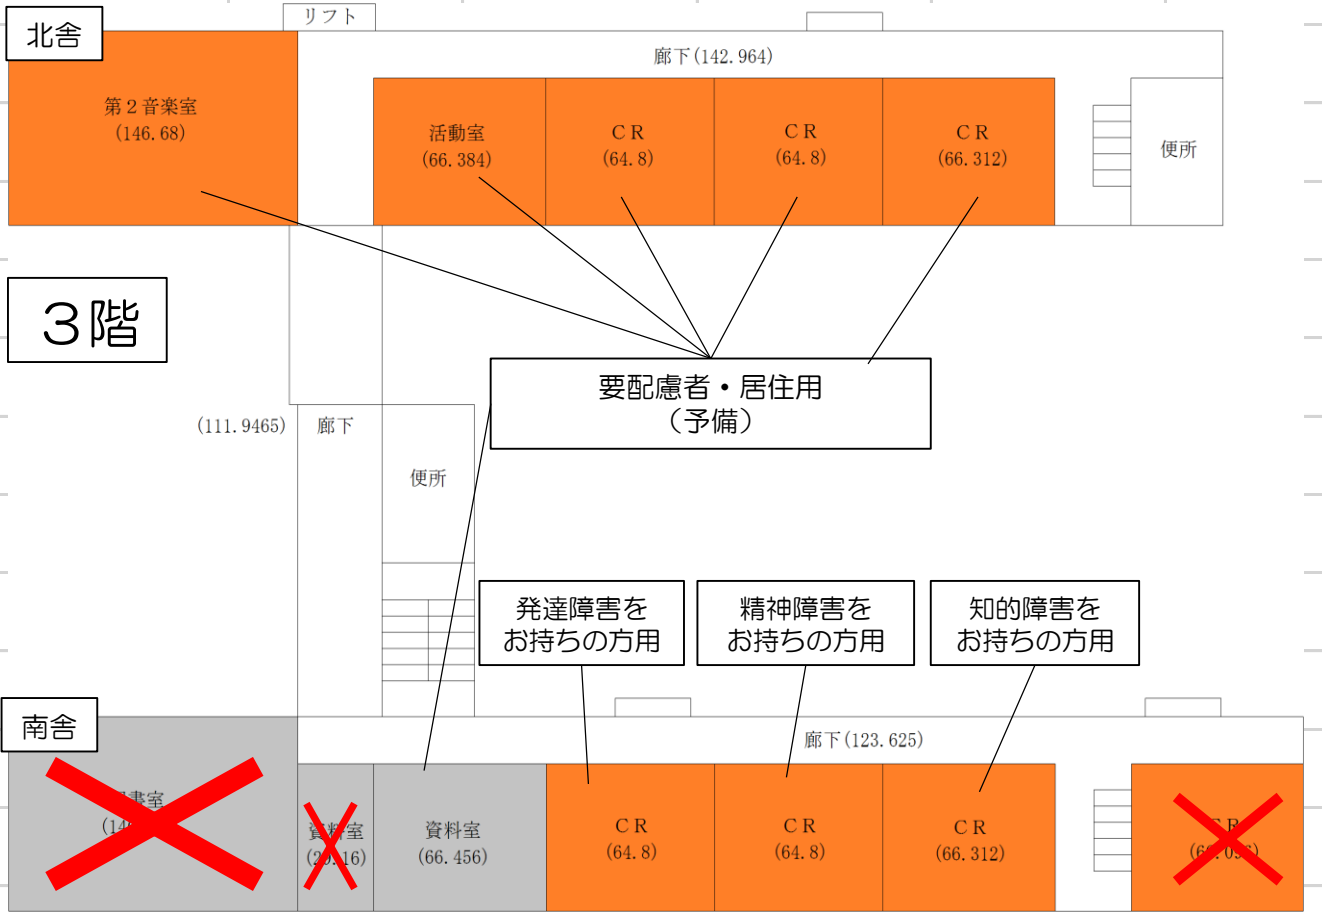 北舎
リフト
廊下(142.964)
第2音楽室
(146.68)
活動室
(66.384)
CR
(64.8)
CR
(64.8)
CR
(66.312)
便所
3階
要配慮者・居住用
(予備)
(111.9465)
廊下
便所
発達障害を
お持ちの方用
精神障害を
お持ちの方用
知的障害を
お持ちの方用
南舎
廊下(123.625)
資料室
資料室
(66.456)
CR
(64.8)
CR
(64.8)
CR
(66.312)